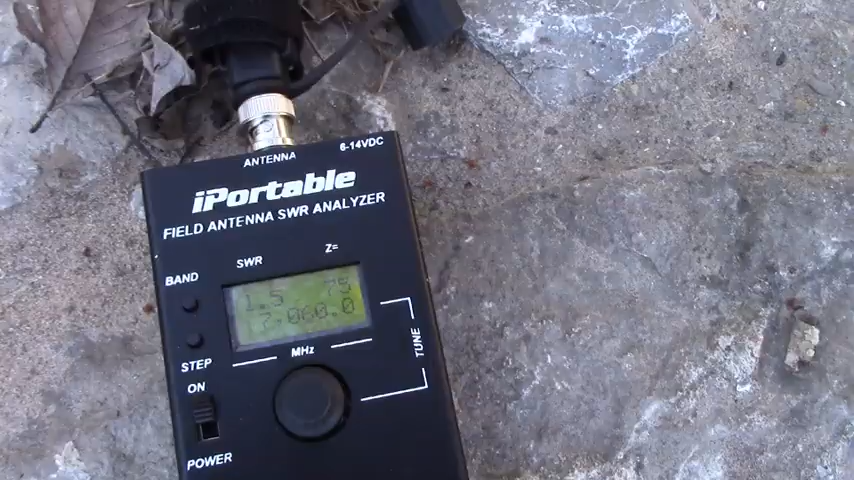 ANTENNA 6-14VDC
iPortable
FIELD ANTENNA SWR ANALYZER
SWR Z=
BAND
1.5 75
7.060.0
STEP MHz TUNE
ON
POWER